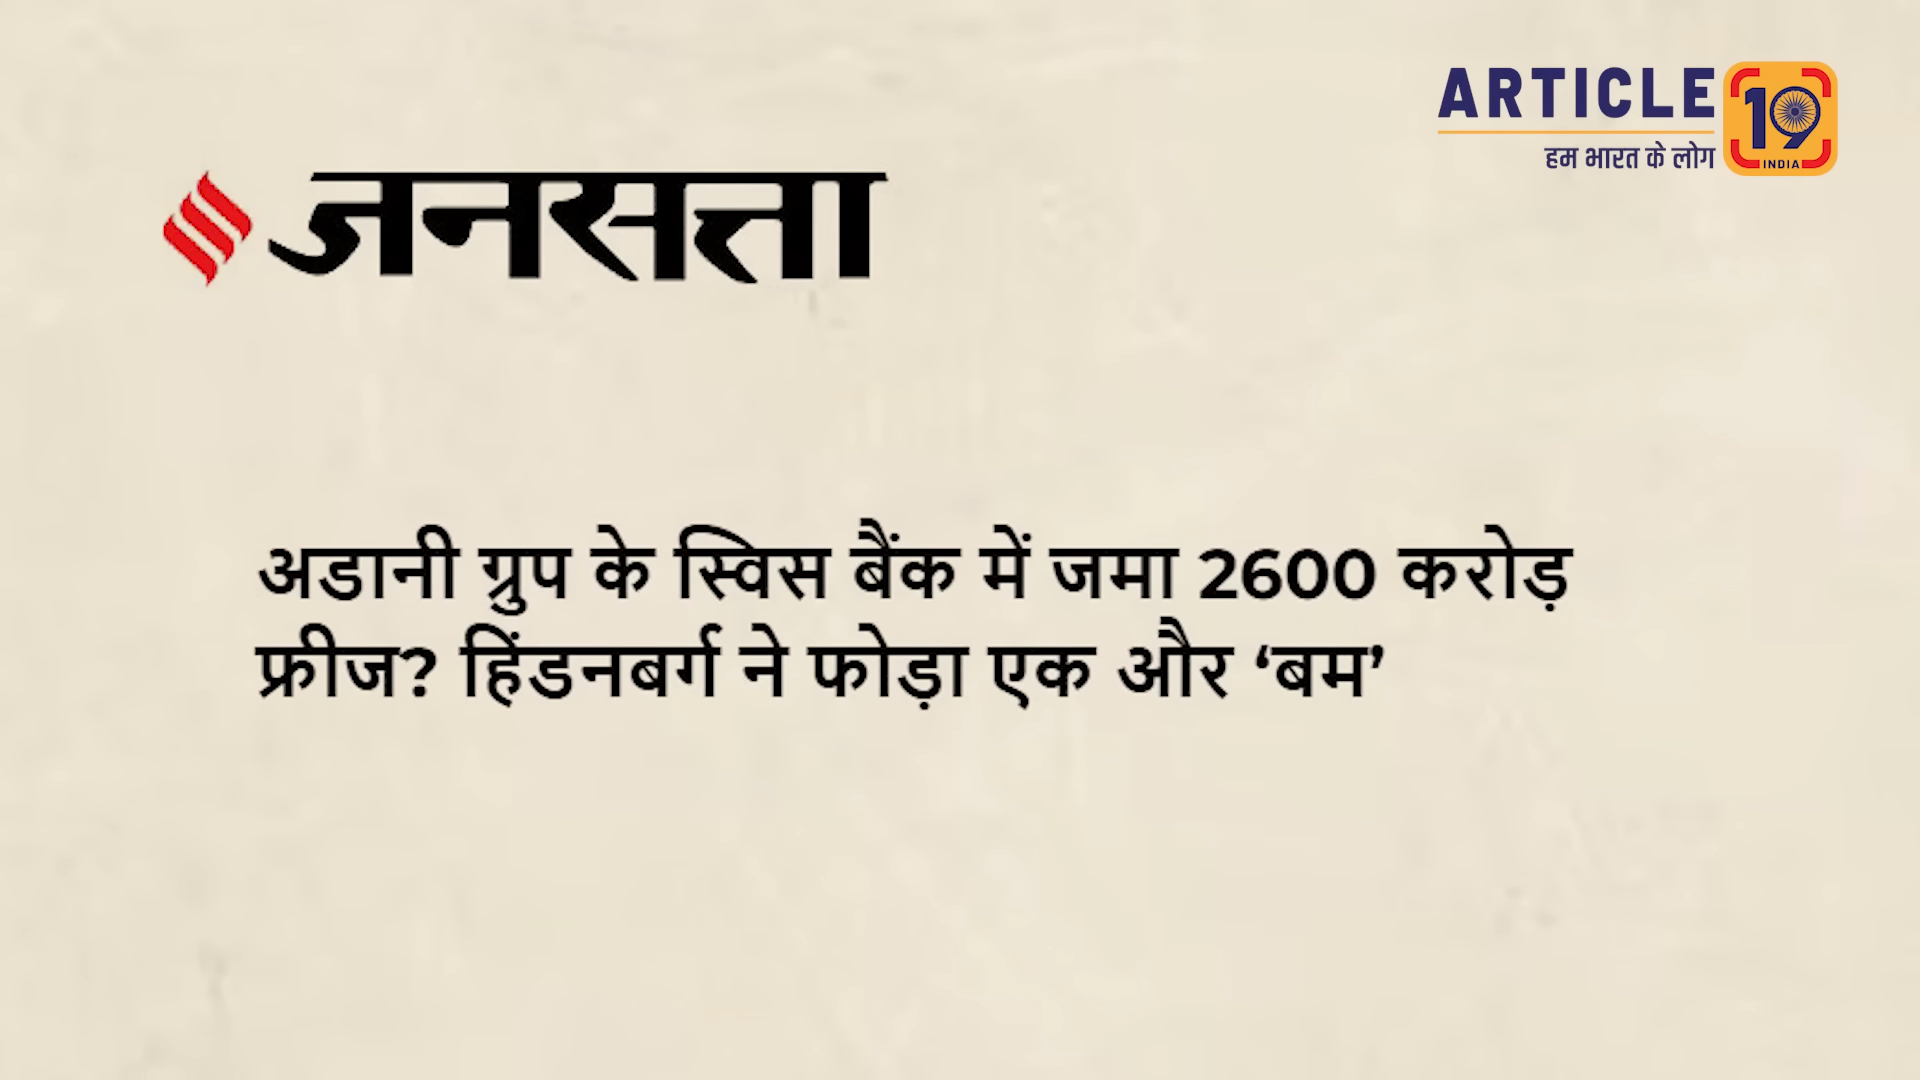 ARTICLE 19
हम भारत के लोग
INDIA
जनसत्ता
अडानी ग्रुप के स्विस बैंक में जमा 2600 करोड़
फ्रीज? हिंडनबर्ग ने फोड़ा एक और ‘बम’